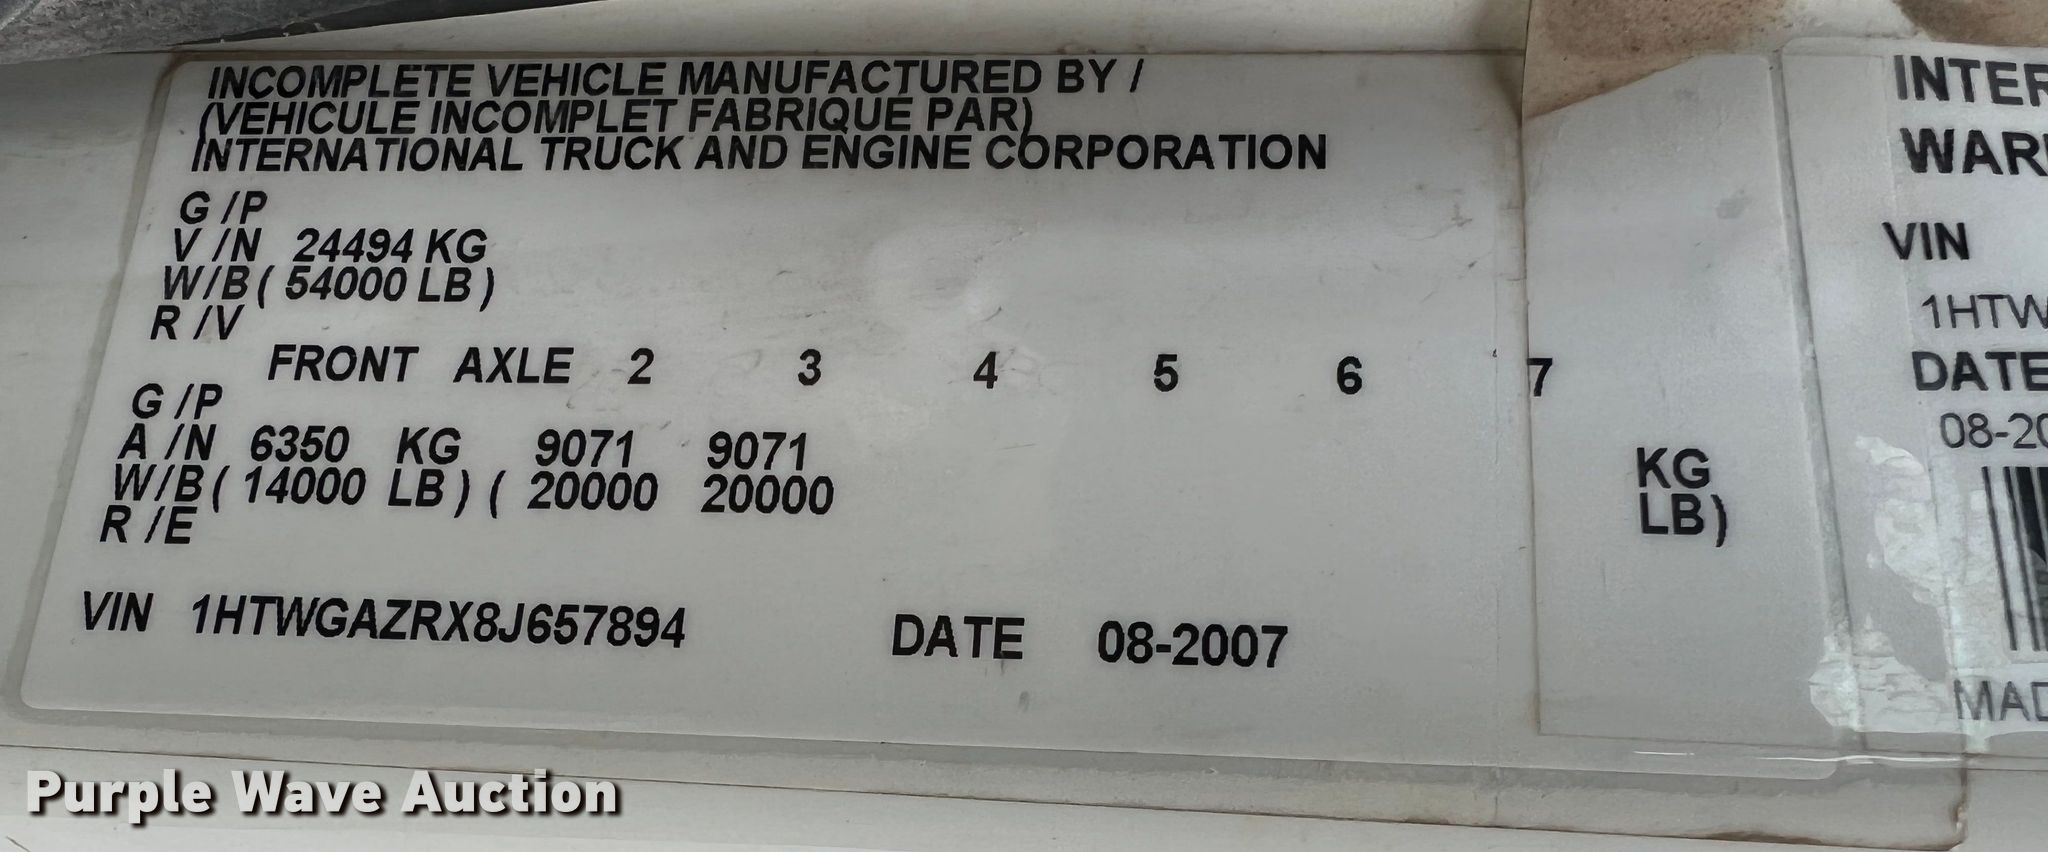 INCOMPLETE VEHICLE MANUFACTURED BY /
(VEHICULE INCOMPLET FABRIQUE PAR)
INTERNATIONAL TRUCK AND ENGINE CORPORATION
G /P
V /N 24494 KG
W/B ( 54000 LB )
R /V
FRONT AXLE 2 3 4 5 6 7
G /P
A /N 6350 KG 9071 9071 KG
W/B ( 14000 LB ) ( 20000 20000 LB )
R /E
VIN 1HTWGAZRX8J657894 DATE 08-2007
INTER
WAR
VIN
1HTW
DATE
08-20
MAD
Purple Wave Auction